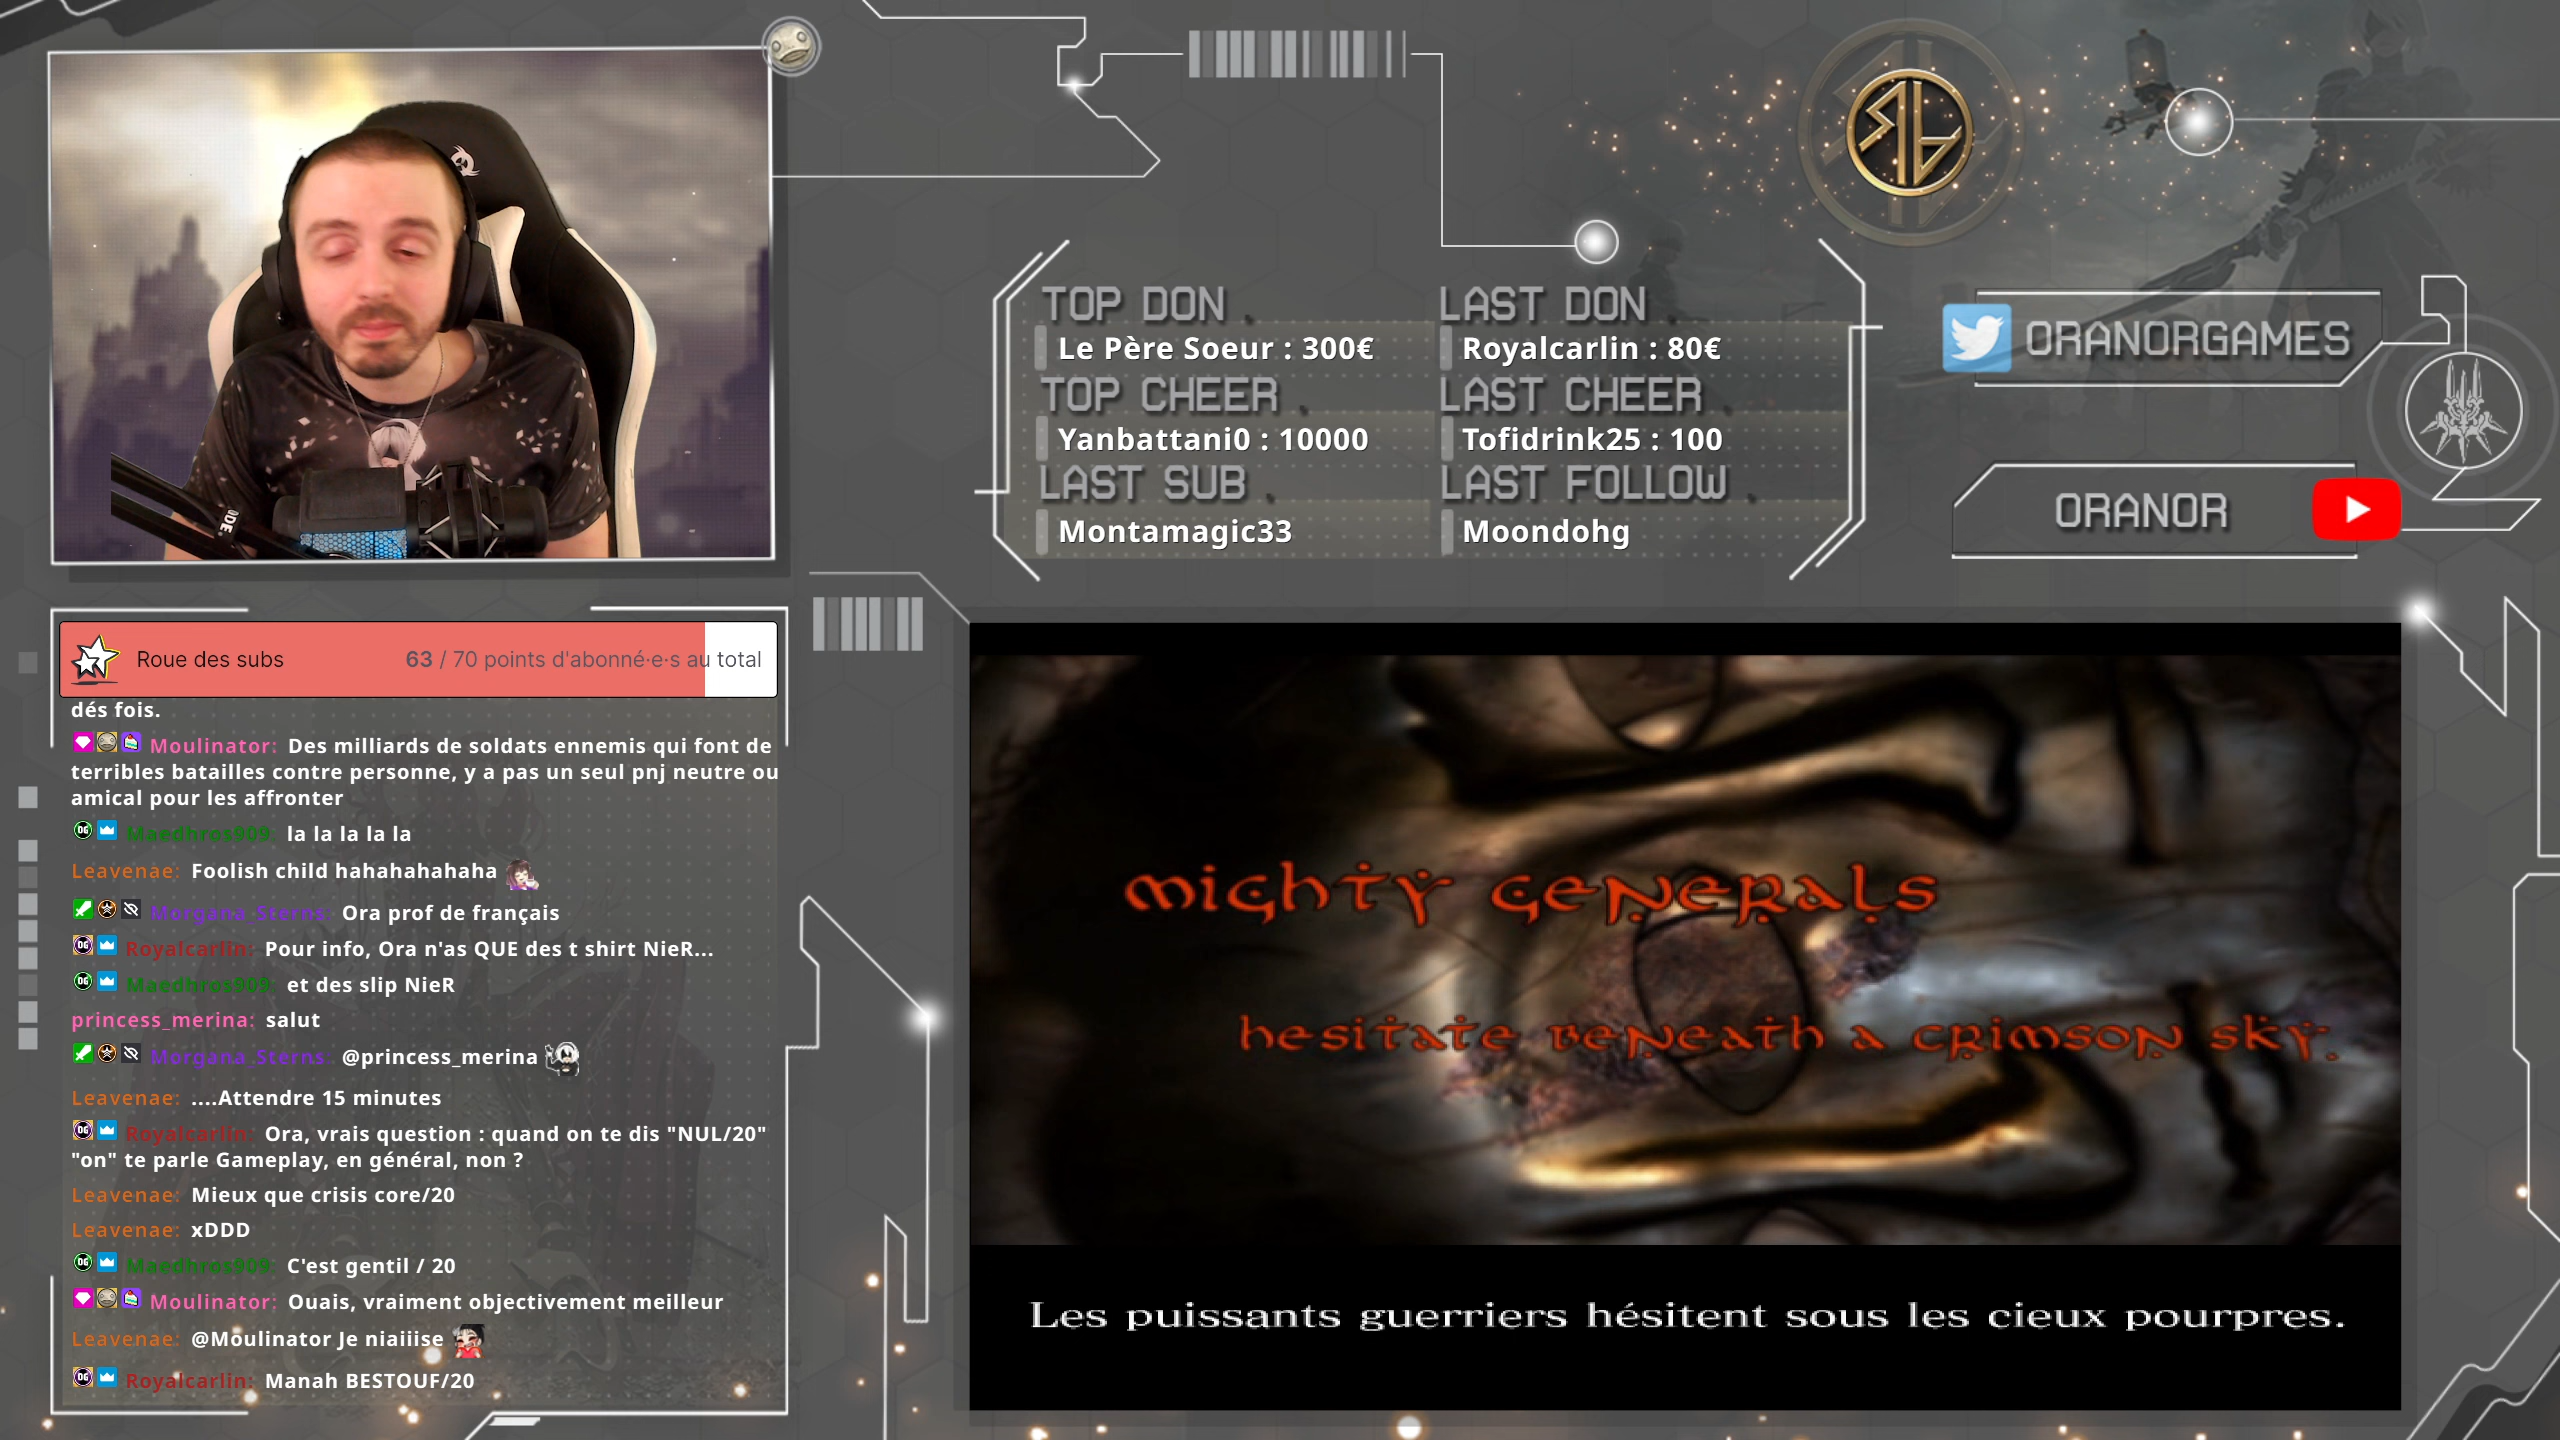 TOP DON
Le Père Soeur : 300€
TOP CHEER
Yanbattani0 : 10000
LAST SUB
Montamagic33
LAST DON
Royalcarlin : 80€
LAST CHEER
Tofidrink25 : 100
LAST FOLLOW
Moondohg
ORANORGAMES
ORANOR
Roue des subs 63 / 70 points d'abonné·e·s au total
dés fois.
Moulinator: Des milliards de soldats ennemis qui font de
terribles batailles contre personne, y a pas un seul pnj neutre ou
amical pour les affronter
Maedhros909: la la la la la
Leavenae: Foolish child hahahahahaha
Morgana_Sterns: Ora prof de français
Royalcarlin: Pour info, Ora n'as QUE des t shirt NieR...
Maedhros909: et des slip NieR
princess_merina: salut
Morgana_Sterns: @princess_merina
Leavenae: ....Attendre 15 minutes
Royalcarlin: Ora, vrais question : quand on te dis "NUL/20"
"on" te parle Gameplay, en général, non ?
Leavenae: Mieux que crisis core/20
Leavenae: xDDD
Maedhros909: C'est gentil / 20
Moulinator: Ouais, vraiment objectivement meilleur
Leavenae: @Moulinator Je niaiiise
Royalcarlin: Manah BESTOUF/20
mighty generals
hesitate beneath a crimson sky.
Les puissants guerriers hésitent sous les cieux pourpres.